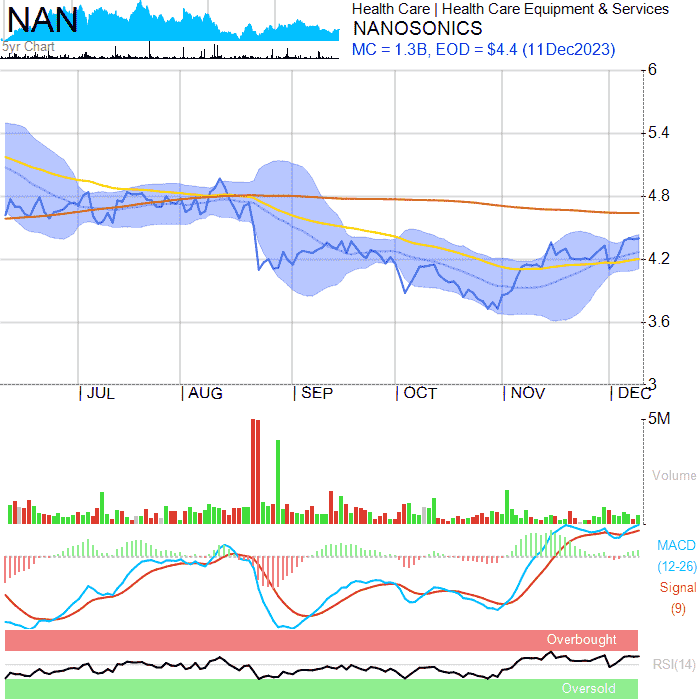 NAN
5yr Chart
Health Care | Health Care Equipment & Services
NANOSONICS
MC = 1.3B, EOD = $4.4 (11Dec2023)
6
5.4
4.8
4.2
3.6
3
| JUL
| AUG
| SEP
| OCT
| NOV
| DEC
5M
Volume
MACD
(12-26)
Signal
(9)
Overbought
RSI(14)
Oversold